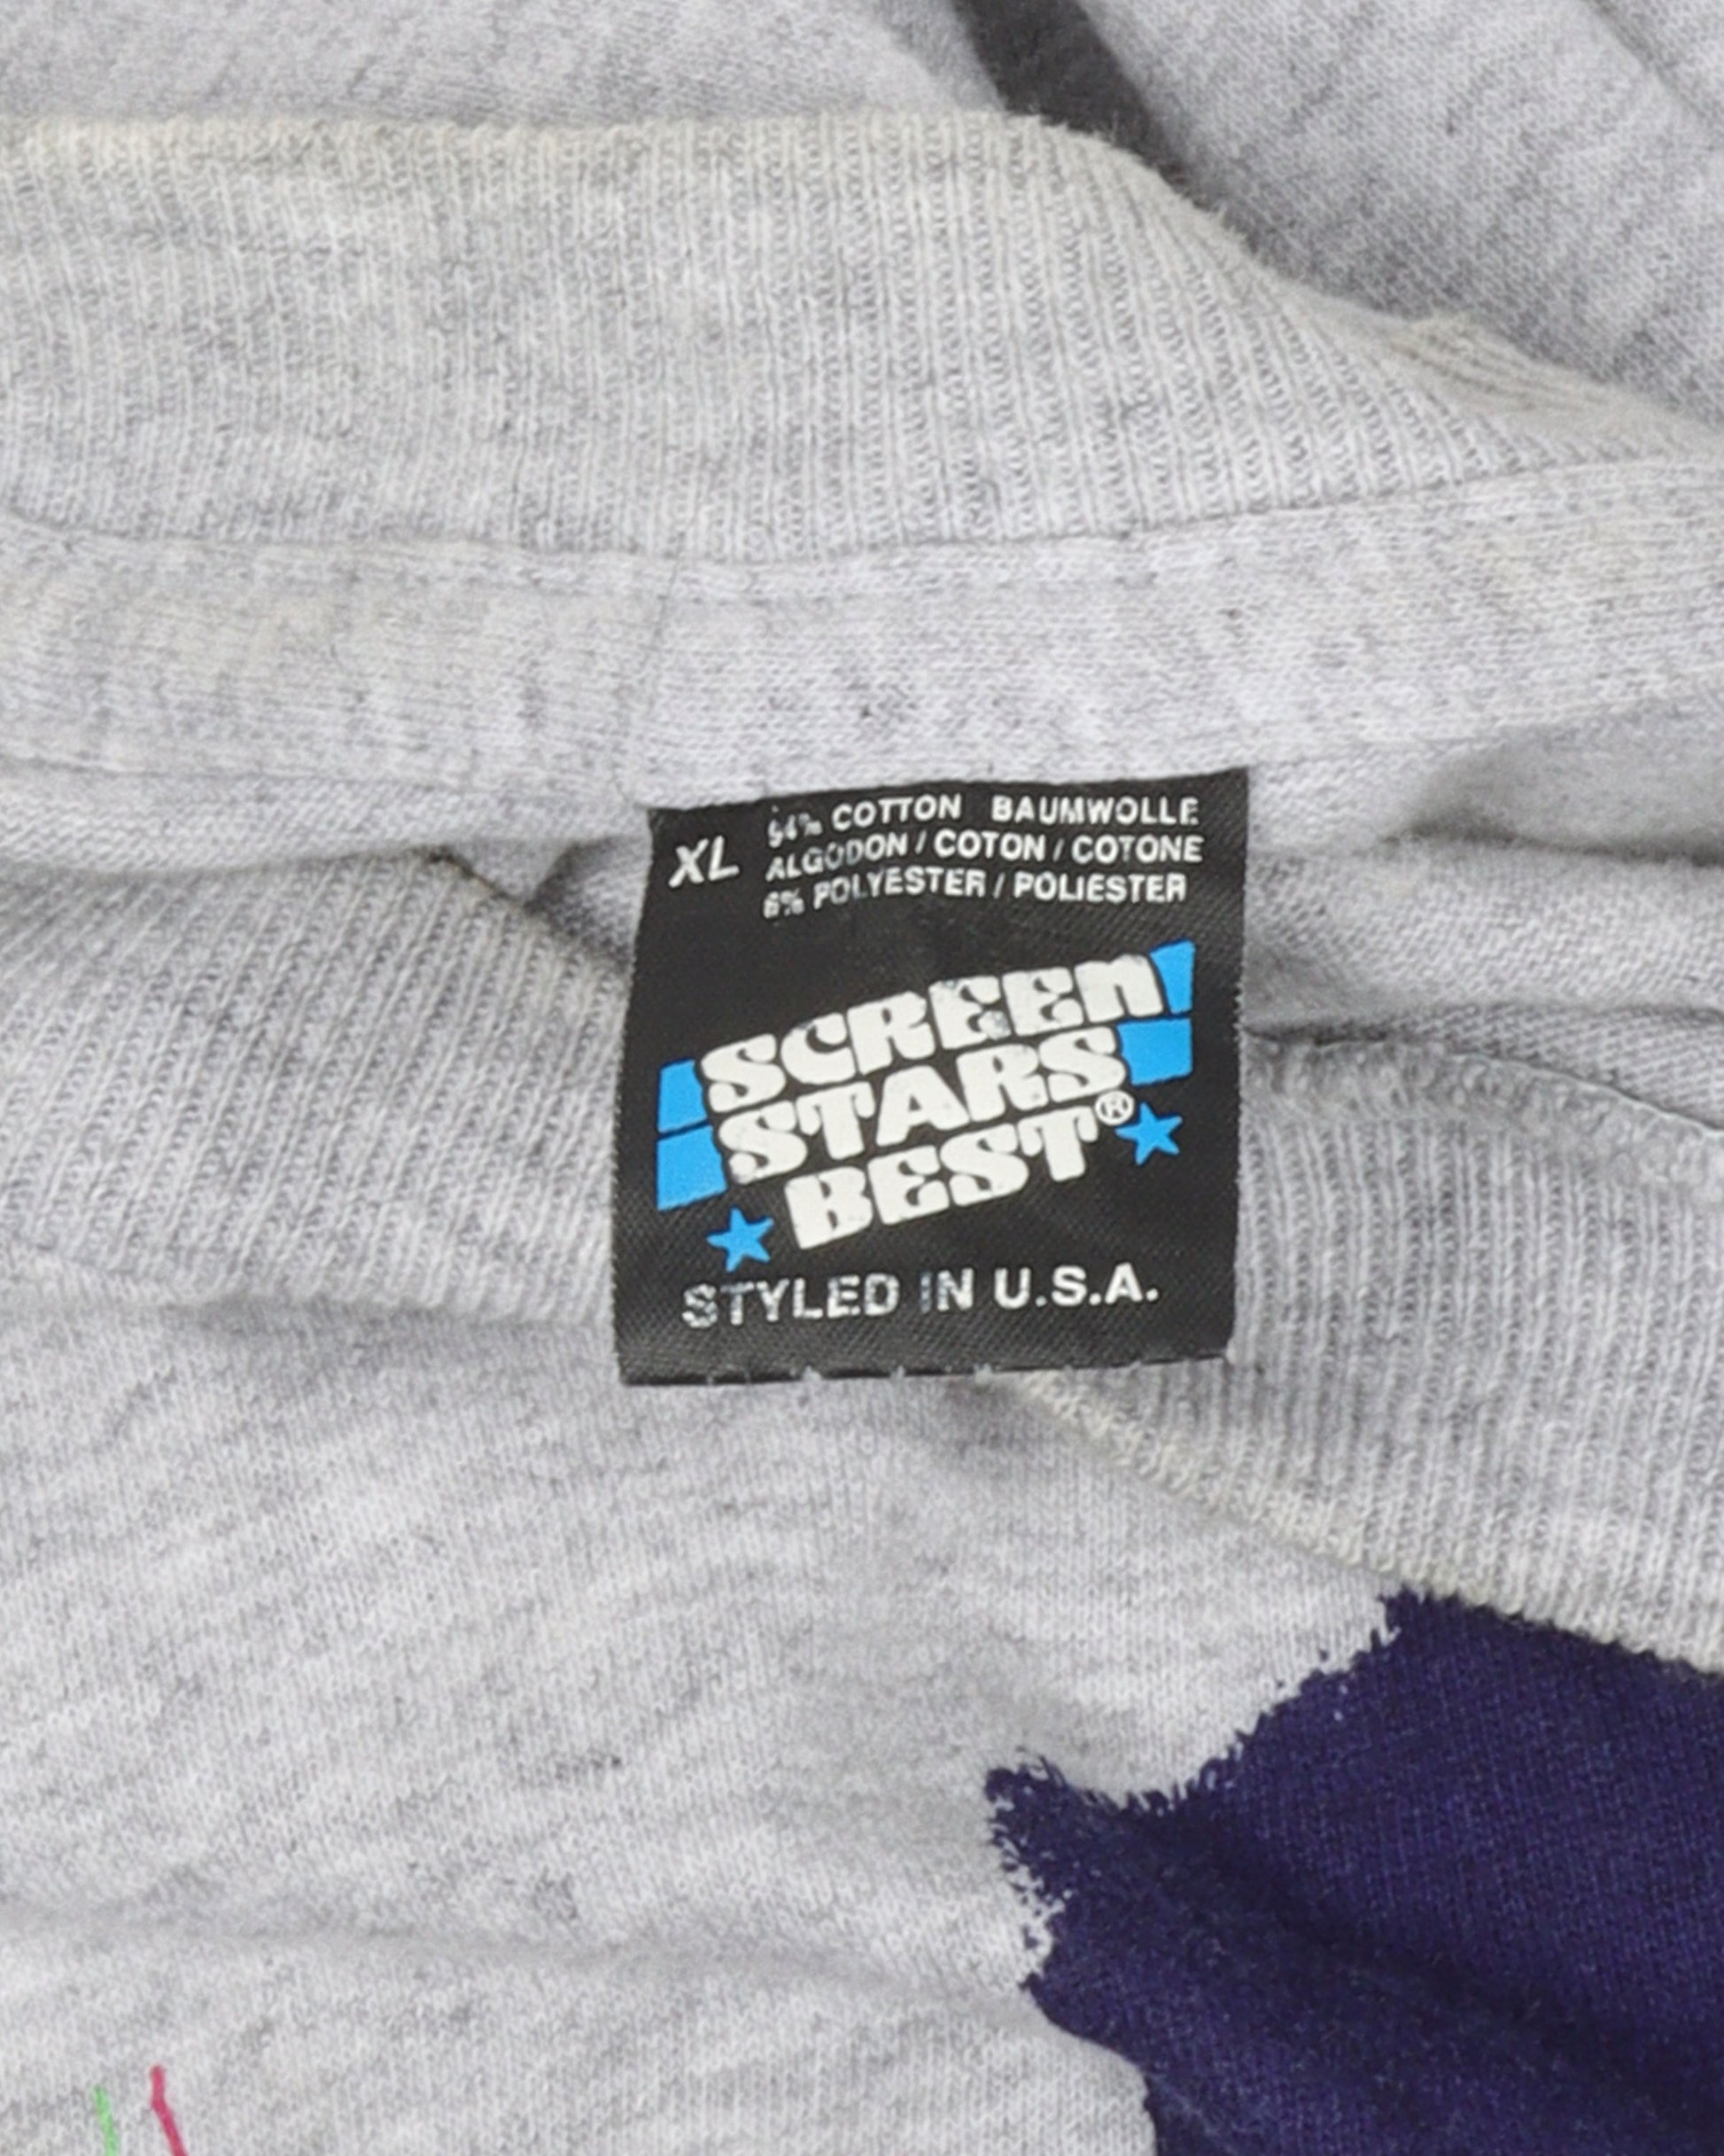 XL
94% COTTON BAUMWOLLE
ALGODON / COTON / COTONE
6% POLYESTER / POLIESTER
SCREEN
STARS
BEST®
STYLED IN U.S.A.